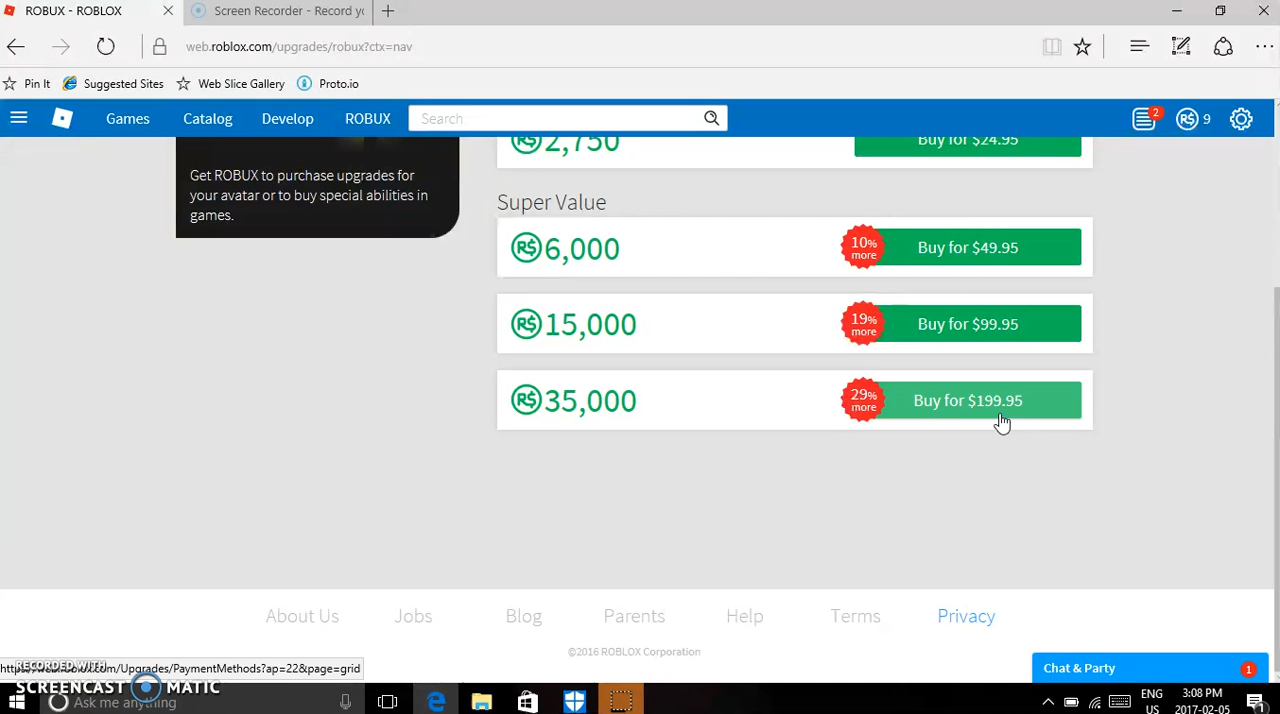 ROBUX - ROBLOX
Screen Recorder - Record yo
web.roblox.com/upgrades/robux?ctx=nav
Pin It
Suggested Sites
Web Slice Gallery
Proto.io
Games
Catalog
Develop
ROBUX
Search
2
R$ 9
R$ 2,750
Buy for $24.95
Get ROBUX to purchase upgrades for
your avatar or to buy special abilities in
games.
Super Value
R$ 6,000
10%
more
Buy for $49.95
R$ 15,000
19%
more
Buy for $99.95
R$ 35,000
29%
more
Buy for $199.95
About Us
Jobs
Blog
Parents
Help
Terms
Privacy
©2016 ROBLOX Corporation
Chat & Party
1
/Upgrades/PaymentMethods?ap=22&page=grid
RECORDED WITH
SCREENCAST MATIC
Ask me anything
ENG
US
3:08 PM
2017-02-05
1